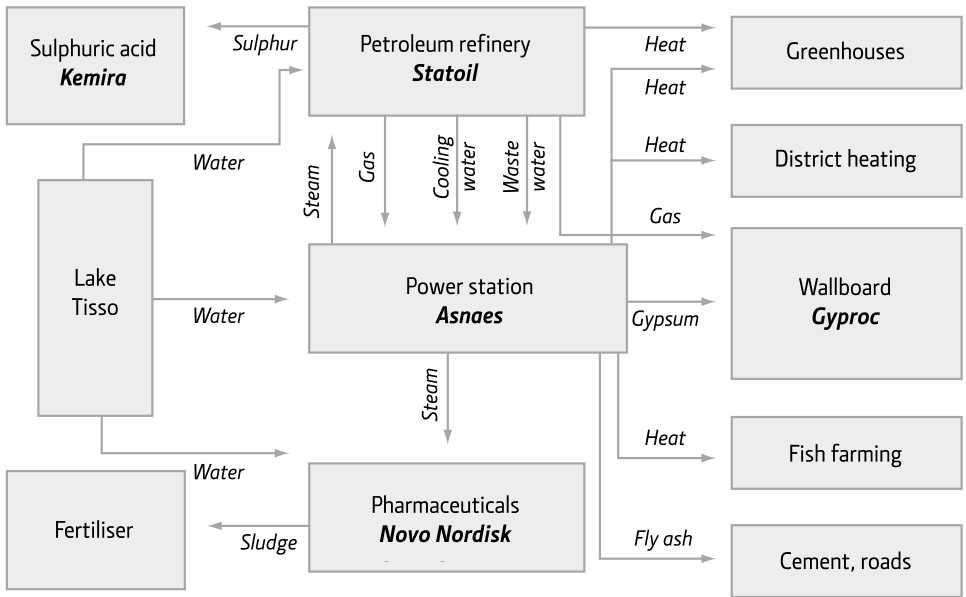 Sulphuric acid
Kemira
Sulphur
Petroleum refinery
Statoil
Heat
Greenhouses
Heat
Water
Steam
Gas
Cooling
water
Waste
water
Heat
District heating
Gas
Lake
Tisso
Water
Power station
Asnaes
Gypsum
Wallboard
Gyproc
Steam
Heat
Fish farming
Water
Fertiliser
Sludge
Pharmaceuticals
Novo Nordisk
Fly ash
Cement, roads